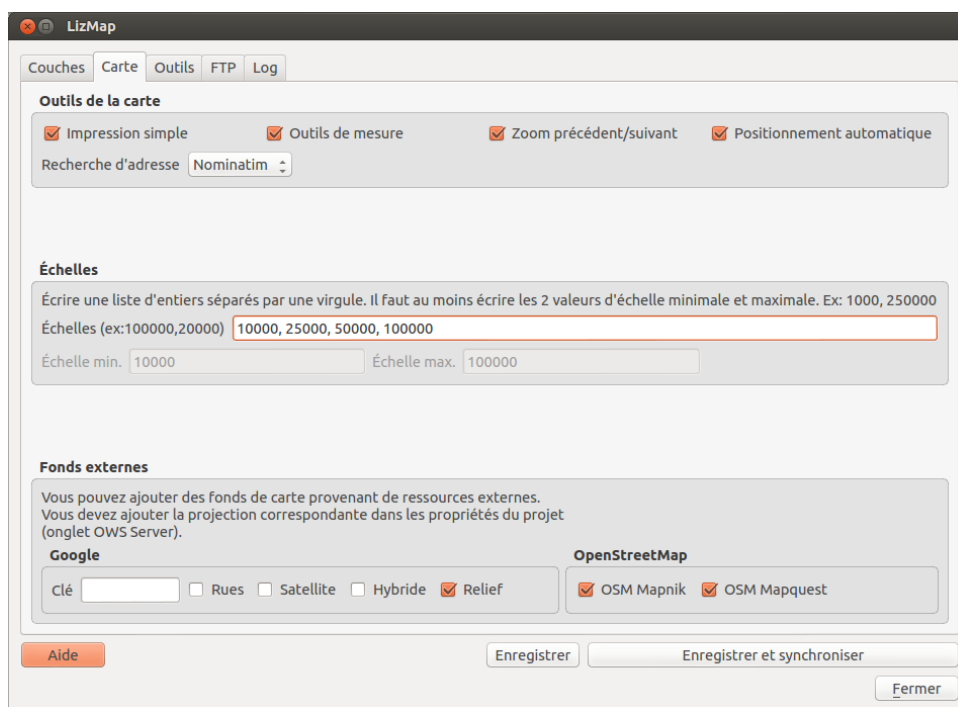 LizMap
Couches Carte Outils FTP Log
Outils de la carte
Impression simple Outils de mesure Zoom précédent/suivant Positionnement automatique
Recherche d'adresse Nominatim
Échelles
Écrire une liste d'entiers séparés par une virgule. Il faut au moins écrire les 2 valeurs d'échelle minimale et maximale. Ex: 1000, 250000
Échelles (ex:100000,20000) 10000, 25000, 50000, 100000
Échelle min. 10000 Échelle max. 100000
Fonds externes
Vous pouvez ajouter des fonds de carte provenant de ressources externes.
Vous devez ajouter la projection correspondante dans les propriétés du projet
(onglet OWS Server).
Google OpenStreetMap
Clé Rues Satellite Hybride Relief OSM Mapnik OSM Mapquest
Aide Enregistrer Enregistrer et synchroniser
Fermer